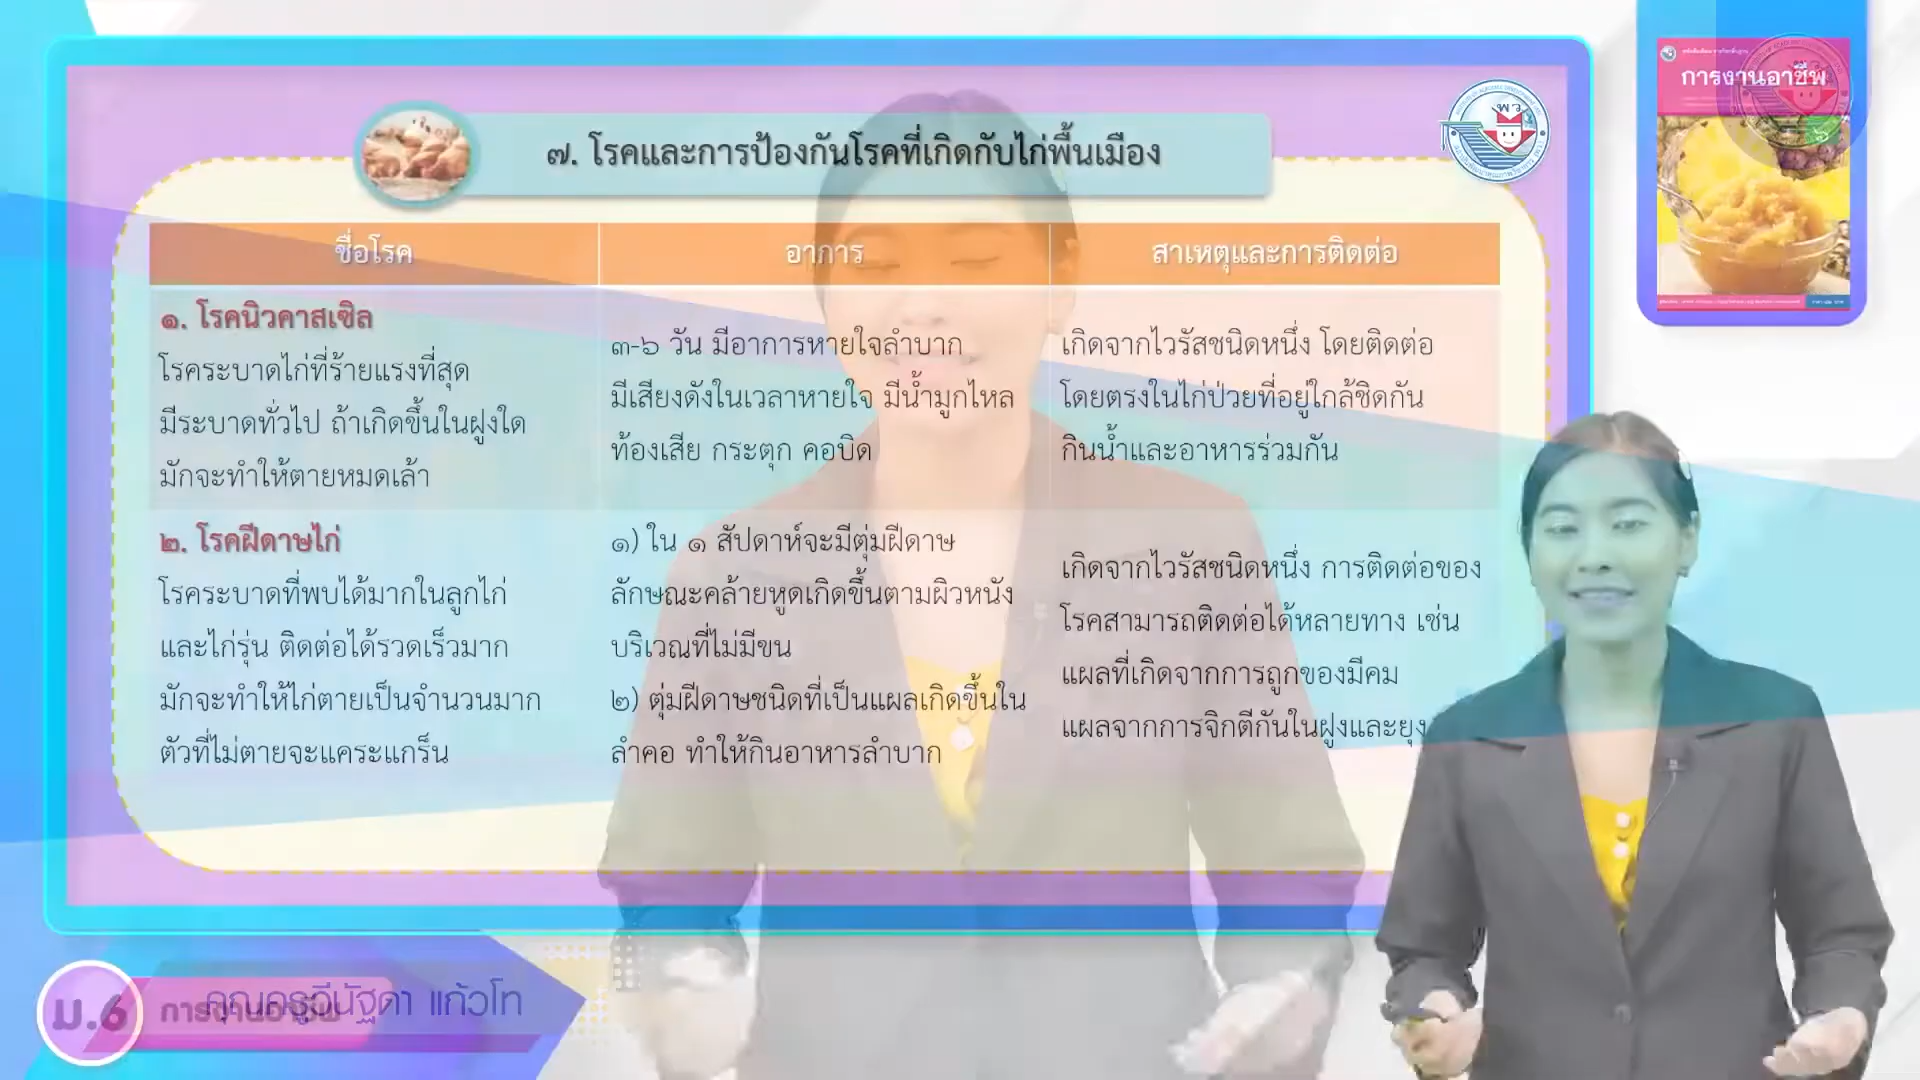 ๗. โรคและการป้องกันโรคที่เกิดกับไก่พื้นเมือง
พว
การงานอาชีพ
ม.๖
ชื่อโรค
อาการ
สาเหตุและการติดต่อ
๑. โรคนิวคาสเซิล
โรคระบาดไก่ที่ร้ายแรงที่สุด
มีระบาดทั่วไป ถ้าเกิดขึ้นในฝูงใด
มักจะทำให้ตายหมดเล้า
๓-๖ วัน มีอาการหายใจลำบาก
มีเสียงดังในเวลาหายใจ มีน้ำมูกไหล
ท้องเสีย กระตุก คอบิด
เกิดจากไวรัสชนิดหนึ่ง โดยติดต่อ
โดยตรงในไก่ป่วยที่อยู่ใกล้ชิดกัน
กินน้ำและอาหารร่วมกัน
๒. โรคฝีดาษไก่
โรคระบาดที่พบได้มากในลูกไก่
และไก่รุ่น ติดต่อได้รวดเร็วมาก
มักจะทำให้ไก่ตายเป็นจำนวนมาก
ตัวที่ไม่ตายจะแคระแกร็น
๑) ใน ๑ สัปดาห์จะมีตุ่มฝีดาษ
ลักษณะคล้ายหูดเกิดขึ้นตามผิวหนัง
บริเวณที่ไม่มีขน
๒) ตุ่มฝีดาษชนิดที่เป็นแผลเกิดขึ้นใน
ลำคอ ทำให้กินอาหารลำบาก
เกิดจากไวรัสชนิดหนึ่ง การติดต่อของ
โรคสามารถติดต่อได้หลายทาง เช่น
แผลที่เกิดจากการถูกของมีคม
แผลจากการจิกตีกันในฝูงและยุง
ม.6
การงานอาชีพ
แก้วโท